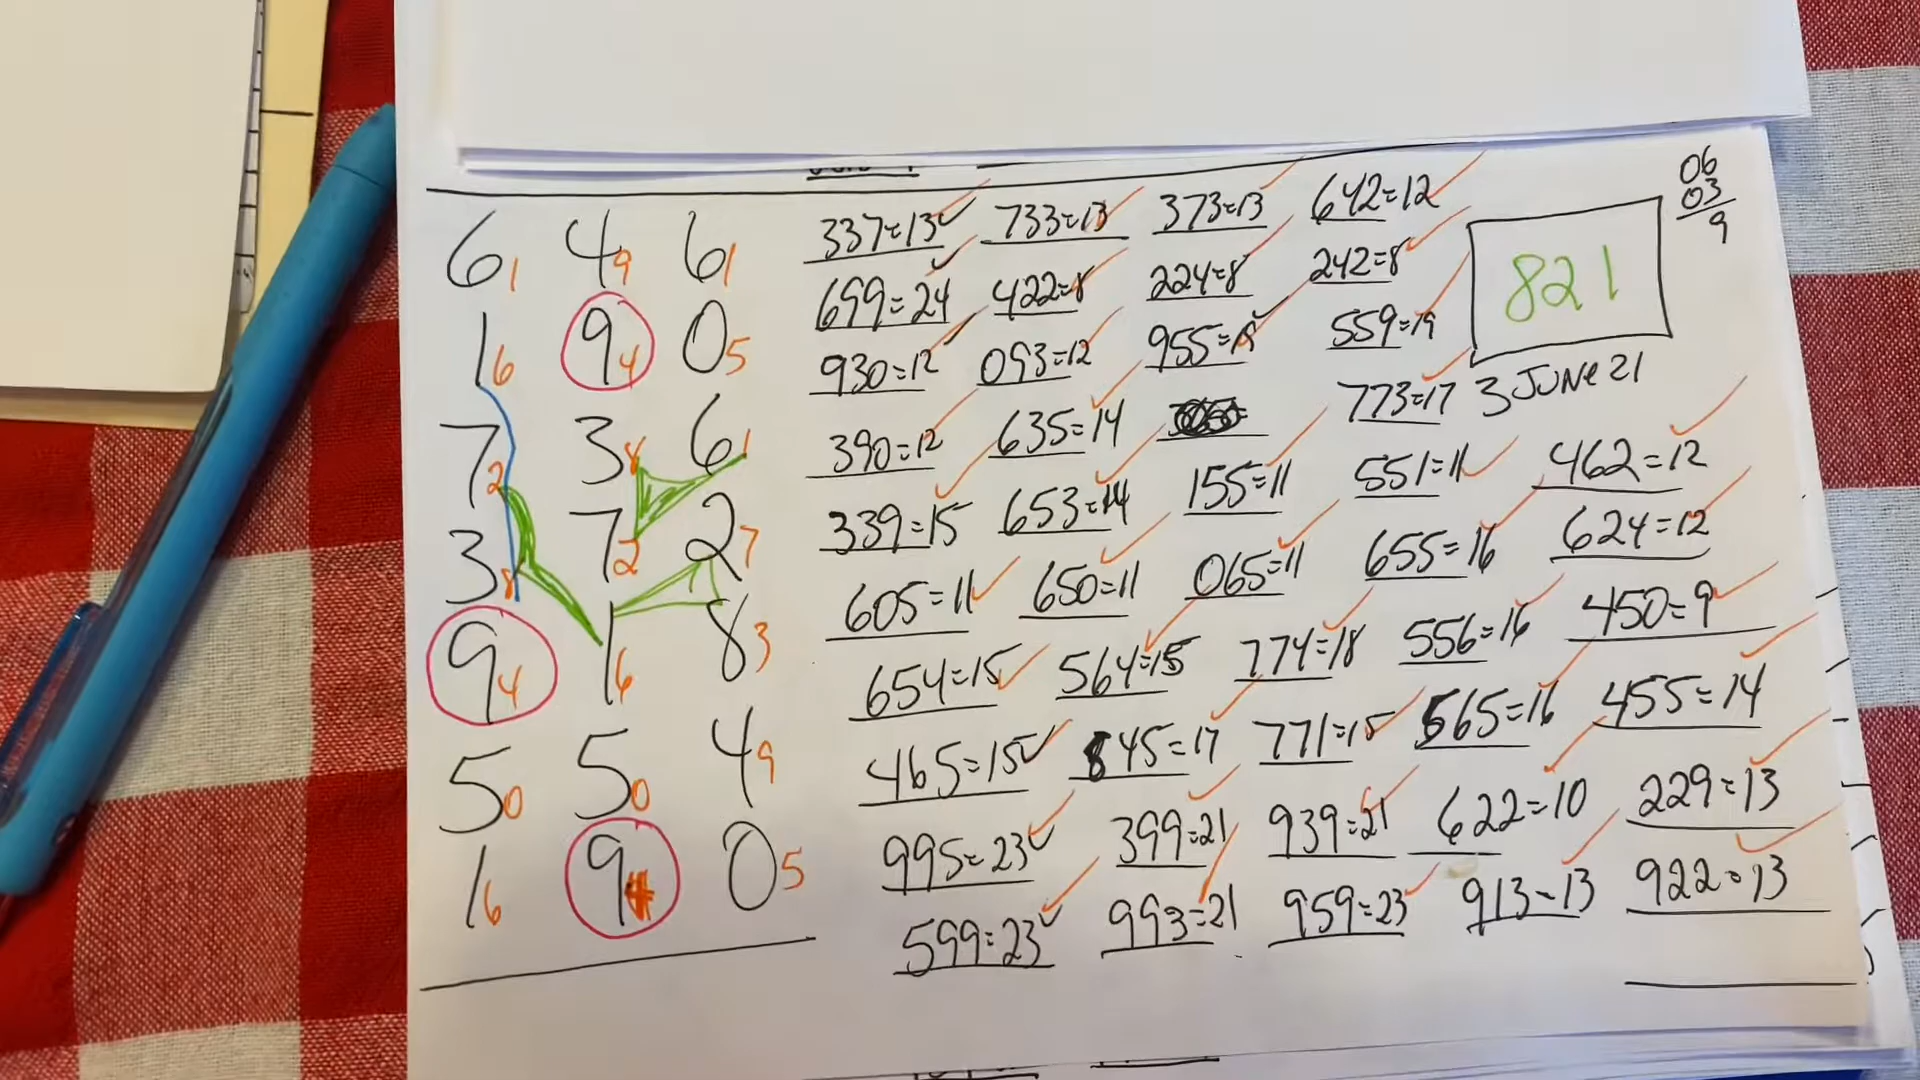 6 1 4 9 6 1
1 6 9 4 0 5
7 2 3 8 6 1
3 8 7 2 2 7
9 4 1 6 8 3
5 0 5 0 4 9
1 6 9 0 5
337=13 733=13 373=13 642=12
699=24 422=8 224=8 242=8
930=12 093=12 955=19 559=19
390=12 635=14 773=17
339=15 653=14 155=11 551=11 462=12
605=11 650=11 065=11 655=16 624=12
654=15 564=15 774=18 556=16 450=9
465=15 845=17 771=15 565=16 455=14
995=23 399=21 939=21 622=10 229=13
599=23 993=21 959=23 913=13 922=13
06
03
9
821
3 JUNE 21